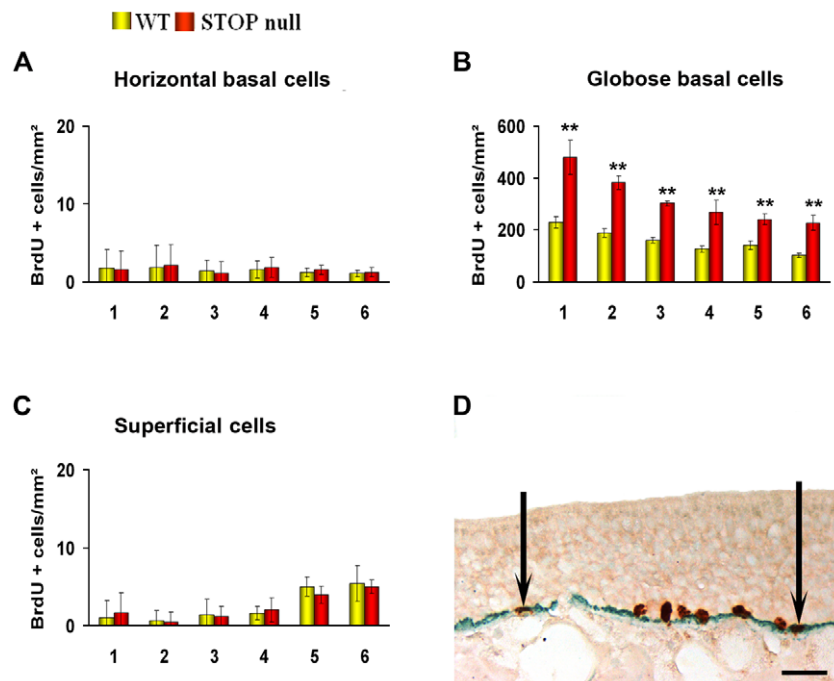 WT STOP null
A
Horizontal basal cells
BrdU + cells/mm²
20
10
0
1 2 3 4 5 6
B
Globose basal cells
BrdU + cells/mm²
600
400
200
0
** ** ** ** ** **
1 2 3 4 5 6
C
Superficial cells
BrdU + cells/mm²
20
10
0
1 2 3 4 5 6
D